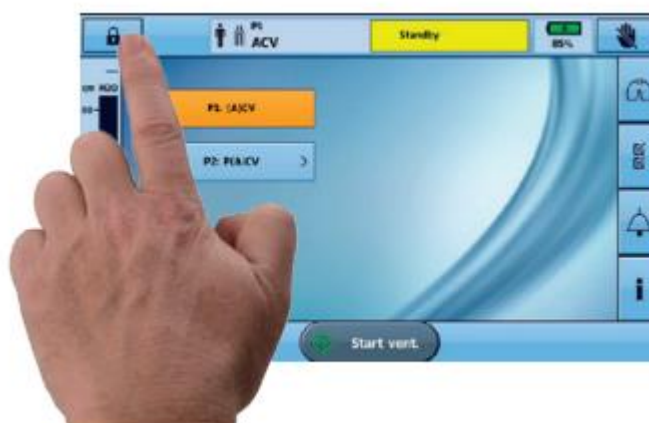 P1
ACV
Standby
85%
P1: (A)CV
P2: P(A)CV
Start vent.